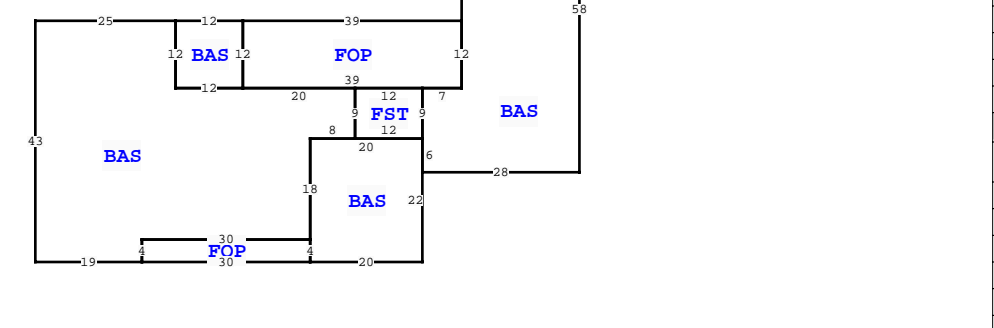 58
25 12 39
12 BAS 12 FOP 12
12 39
20 12 7
9 FST 9 BAS
8 12
43 20 6
BAS
28
18
BAS 22
30
4 FOP 4
19 30 20